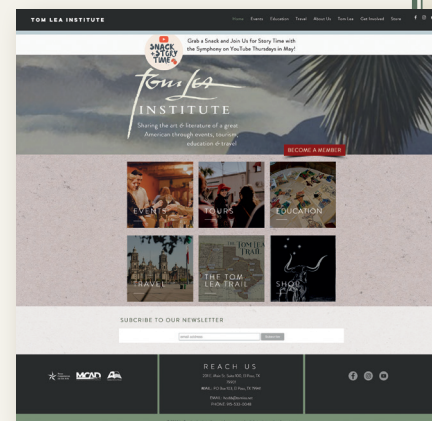 TOM LEA INSTITUTE
Home Events Education Travel About Us Tom Lea Get Involved Store
SNACK
+STORY
TIME
Grab a Snack and Join Us for Story Time with
the Symphony on YouTube Thursdays in May!
Tom Lea
INSTITUTE
Sharing the art & literature of a great
American through events, tours,
education & travel
BECOME A MEMBER
EVENTS
TOURS
EDUCATION
TRAVEL
THE TOM
LEA TRAIL
SHOP
SUBCRIBE TO OUR NEWSLETTER
REACH US
MCAD